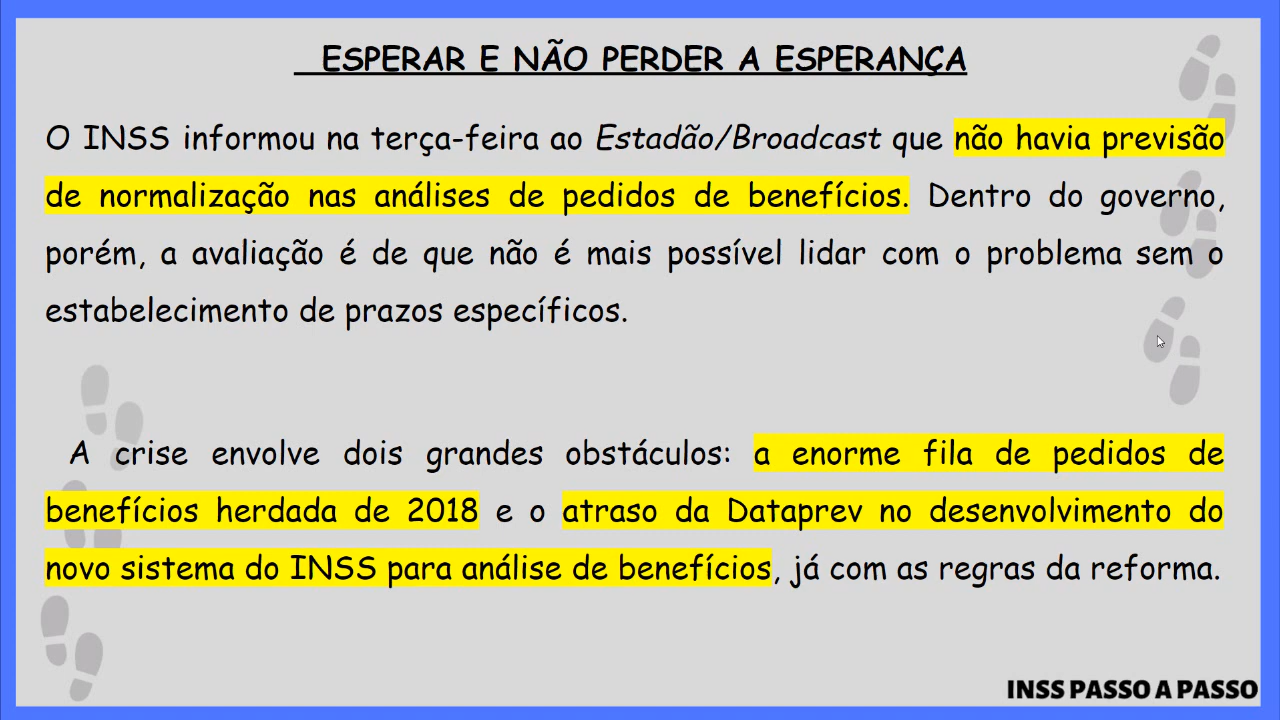 ESPERAR E NÃO PERDER A ESPERANÇA
O INSS informou na terça-feira ao Estadão/Broadcast que não havia previsão
de normalização nas análises de pedidos de benefícios. Dentro do governo,
porém, a avaliação é de que não é mais possível lidar com o problema sem o
estabelecimento de prazos específicos.
A crise envolve dois grandes obstáculos: a enorme fila de pedidos de
benefícios herdada de 2018 e o atraso da Dataprev no desenvolvimento do
novo sistema do INSS para análise de benefícios, já com as regras da reforma.
INSS PASSO A PASSO